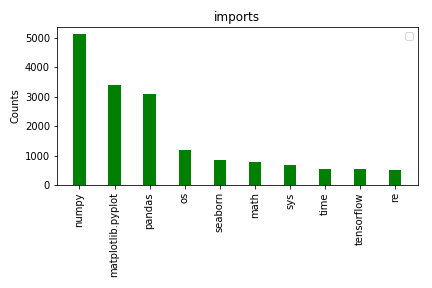 imports
Counts
5000
4000
3000
2000
1000
0
numpy
matplotlib.pyplot
pandas
os
seaborn
math
sys
time
tensorflow
re